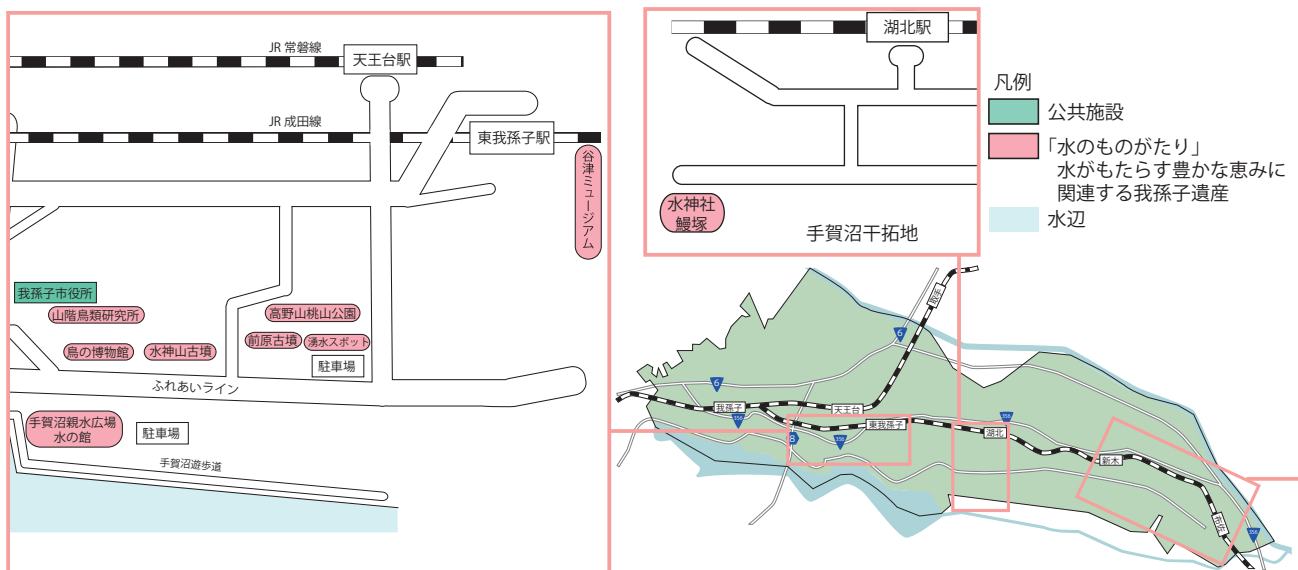 JR 常磐線
天王台駅
JR 成田線
東我孫子駅
谷津ミュージアム
我孫子市役所
山階鳥類研究所
高野山桃山公園
鳥の博物館
水神山古墳
前原古墳
湧水スポット
駐車場
ふれあいライン
手賀沼親水広場
水の館
駐車場
手賀沼遊歩道
湖北駅
水神社
鰻塚
手賀沼干拓地
凡例
公共施設
「水のものがたり」
水がもたらす豊かな恵みに
関連する我孫子遺産
水辺
取手
6
6
我孫子
天王台
356
東我孫子
8
356
湖北
356
新木
布佐
356